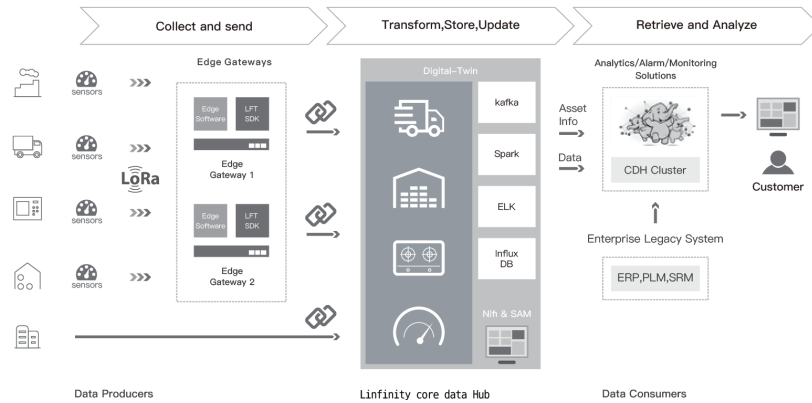 Collect and send
Transform,Store,Update
Retrieve and Analyze
Edge Gateways
sensors
sensors
LoRa
sensors
sensors
Edge
Software
LFT
SDK
Edge
Gateway 1
Edge
Software
LFT
SDK
Edge
Gateway 2
Digital-Twin
kafka
Spark
ELK
Influx
DB
Nifi & SAM
Asset
Info
Data
Analytics/Alarm/Monitoring
Solutions
CDH Cluster
Customer
Enterprise Legacy System
ERP,PLM,SRM
Data Producers
Linfinity core data Hub
Data Consumers